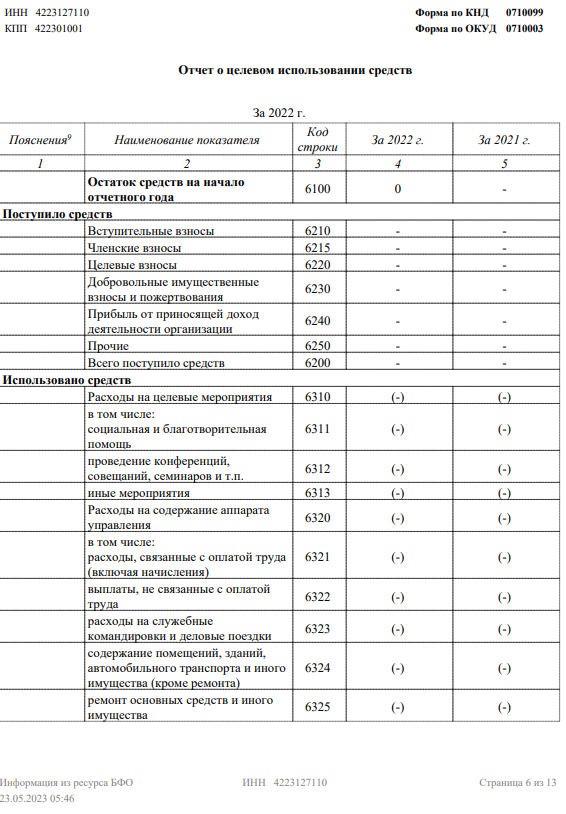 ИНН 4223127110 Форма по КНД 0710099
КПП 422301001 Форма по ОКУД 0710003
Отчет о целевом использовании средств
За 2022 г.
Пояснения9 Наименование показателя Код строки За 2022 г. За 2021 г.
1 2 3 4 5
Остаток средств на начало
отчетного года 6100 0 -
Поступило средств
Вступительные взносы 6210 - -
Членские взносы 6215 - -
Целевые взносы 6220 - -
Добровольные имущественные
взносы и пожертвования 6230 - -
Прибыль от приносящей доход
деятельности организации 6240 - -
Прочие 6250 - -
Всего поступило средств 6200 - -
Использовано средств
Расходы на целевые мероприятия 6310 (-) (-)
в том числе:
социальная и благотворительная 6311 (-) (-)
помощь
проведение конференций,
совещаний, семинаров и т.п. 6312 (-) (-)
иные мероприятия 6313 (-) (-)
Расходы на содержание аппарата
управления 6320 (-) (-)
в том числе:
расходы, связанные с оплатой труда 6321 (-) (-)
(включая начисления)
выплаты, не связанные с оплатой
труда 6322 (-) (-)
расходы на служебные
командировки и деловые поездки 6323 (-) (-)
содержание помещений, зданий,
автомобильного транспорта и иного 6324 (-) (-)
имущества (кроме ремонта)
ремонт основных средств и иного
имущества 6325 (-) (-)
Информация из ресурса БФО ИНН 4223127110 Страница 6 из 13
23.05.2023 05:46